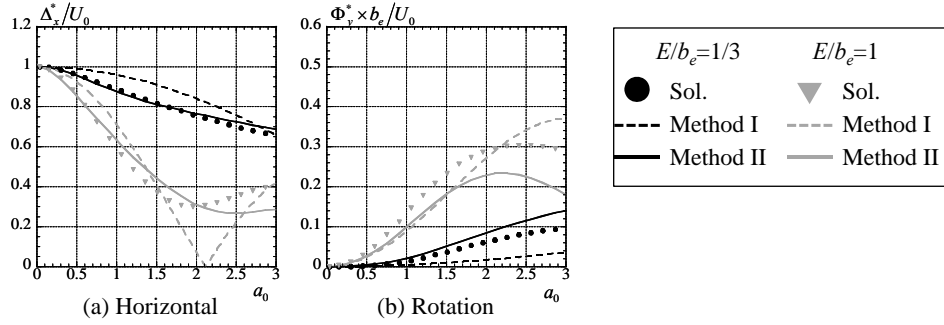 Δ*x/U0
Φ*y×be/U0
1.2
1
0.8
0.6
0.4
0.2
0
0 0.5 1 1.5 2 2.5 3
a0
(a) Horizontal
0.6
0.5
0.4
0.3
0.2
0.1
0
0 0.5 1 1.5 2 2.5 3
a0
(b) Rotation
E/be=1/3 E/be=1
Sol. Sol.
Method I Method I
Method II Method II